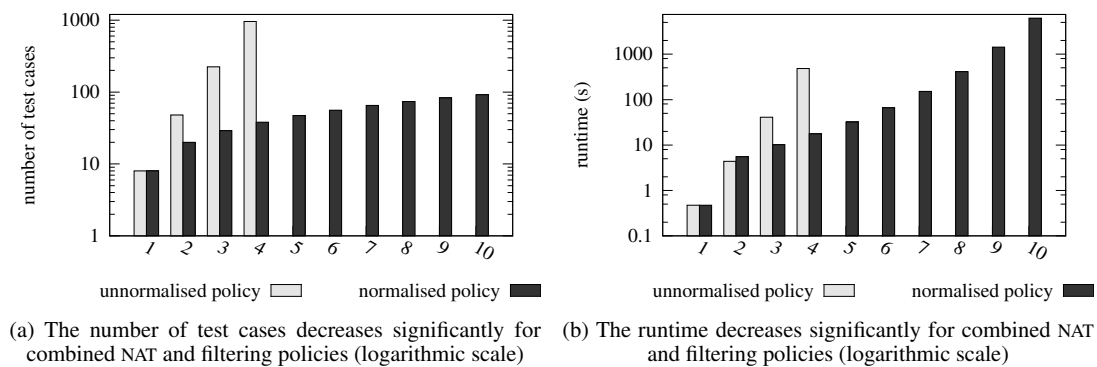 number of test cases
1000
100
10
1
1 2 3 4 5 6 7 8 9 10
unnormalised policy normalised policy
(a) The number of test cases decreases significantly for
combined NAT and filtering policies (logarithmic scale)
runtime (s)
1000
100
10
1
0.1
1 2 3 4 5 6 7 8 9 10
unnormalised policy normalised policy
(b) The runtime decreases significantly for combined NAT
and filtering policies (logarithmic scale)